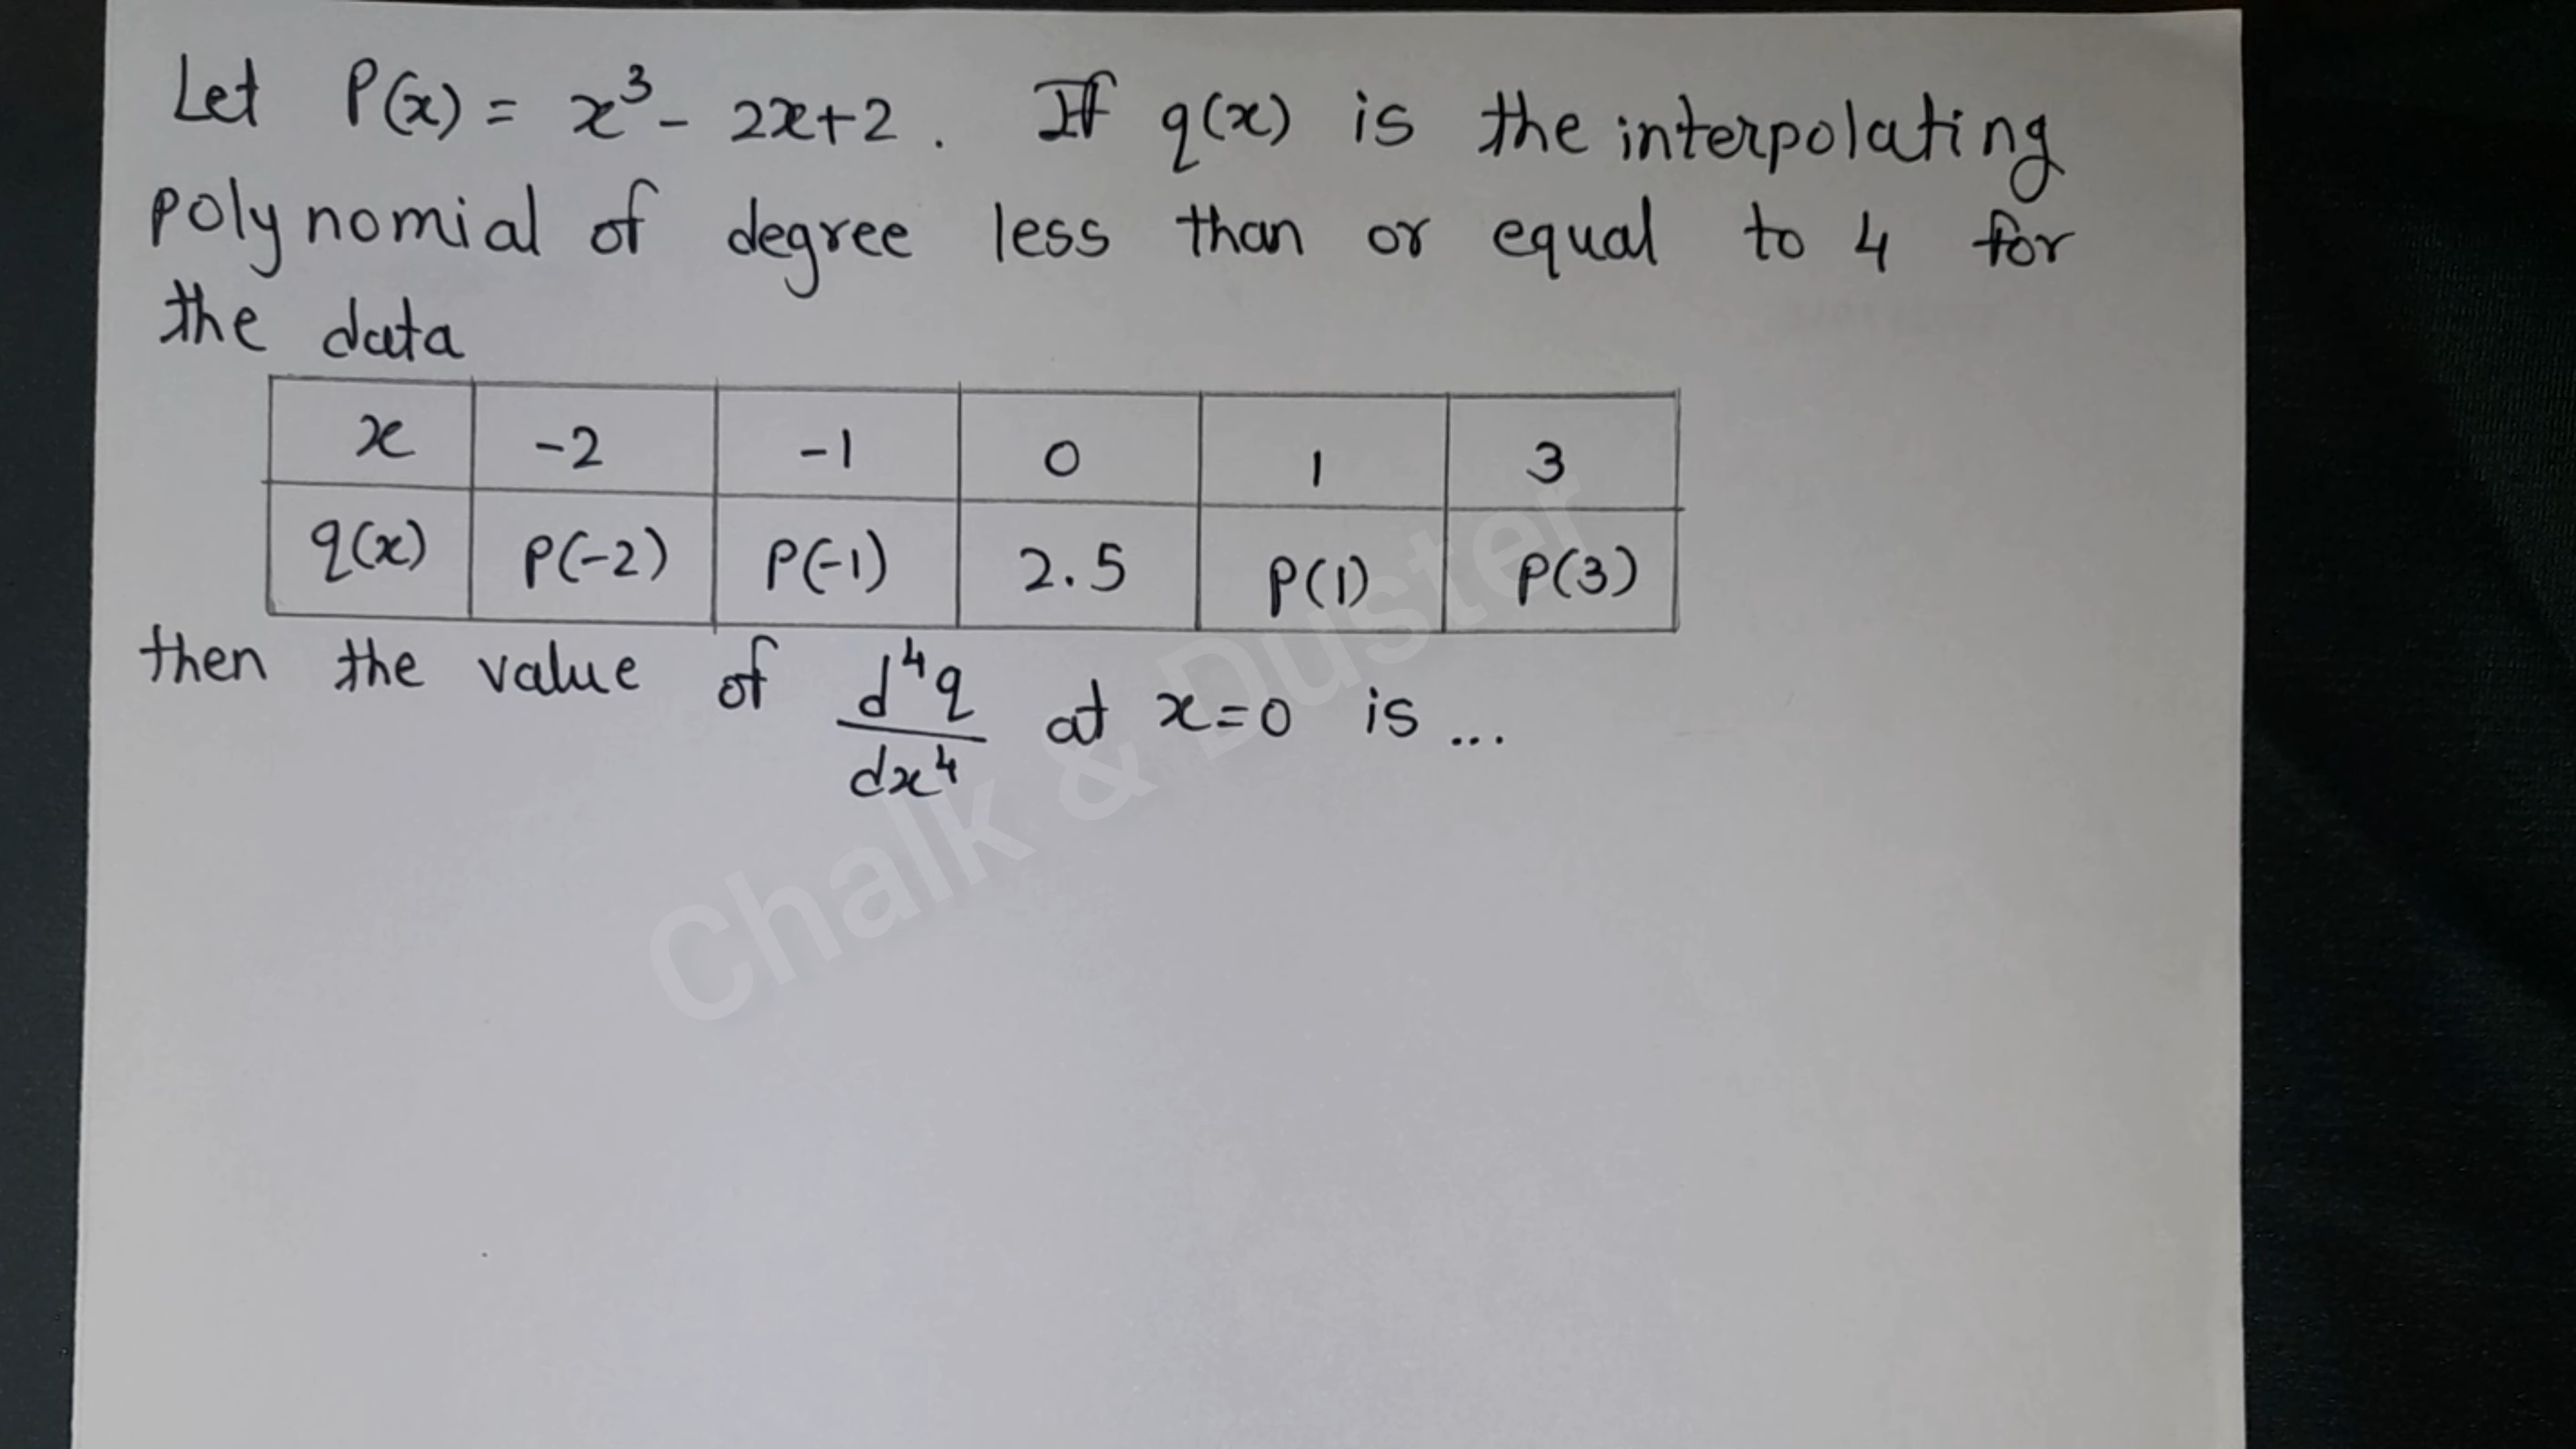 Let P(x) = x³ - 2x+2. If q(x) is the interpolating
polynomial of degree less than or equal to 4 for
the data
x -2 -1 0 1 3
q(x) P(-2) P(-1) 2.5 P(1) P(3)
then the value of d⁴q/dx⁴ at x=0 is ...
Chalk & Duster